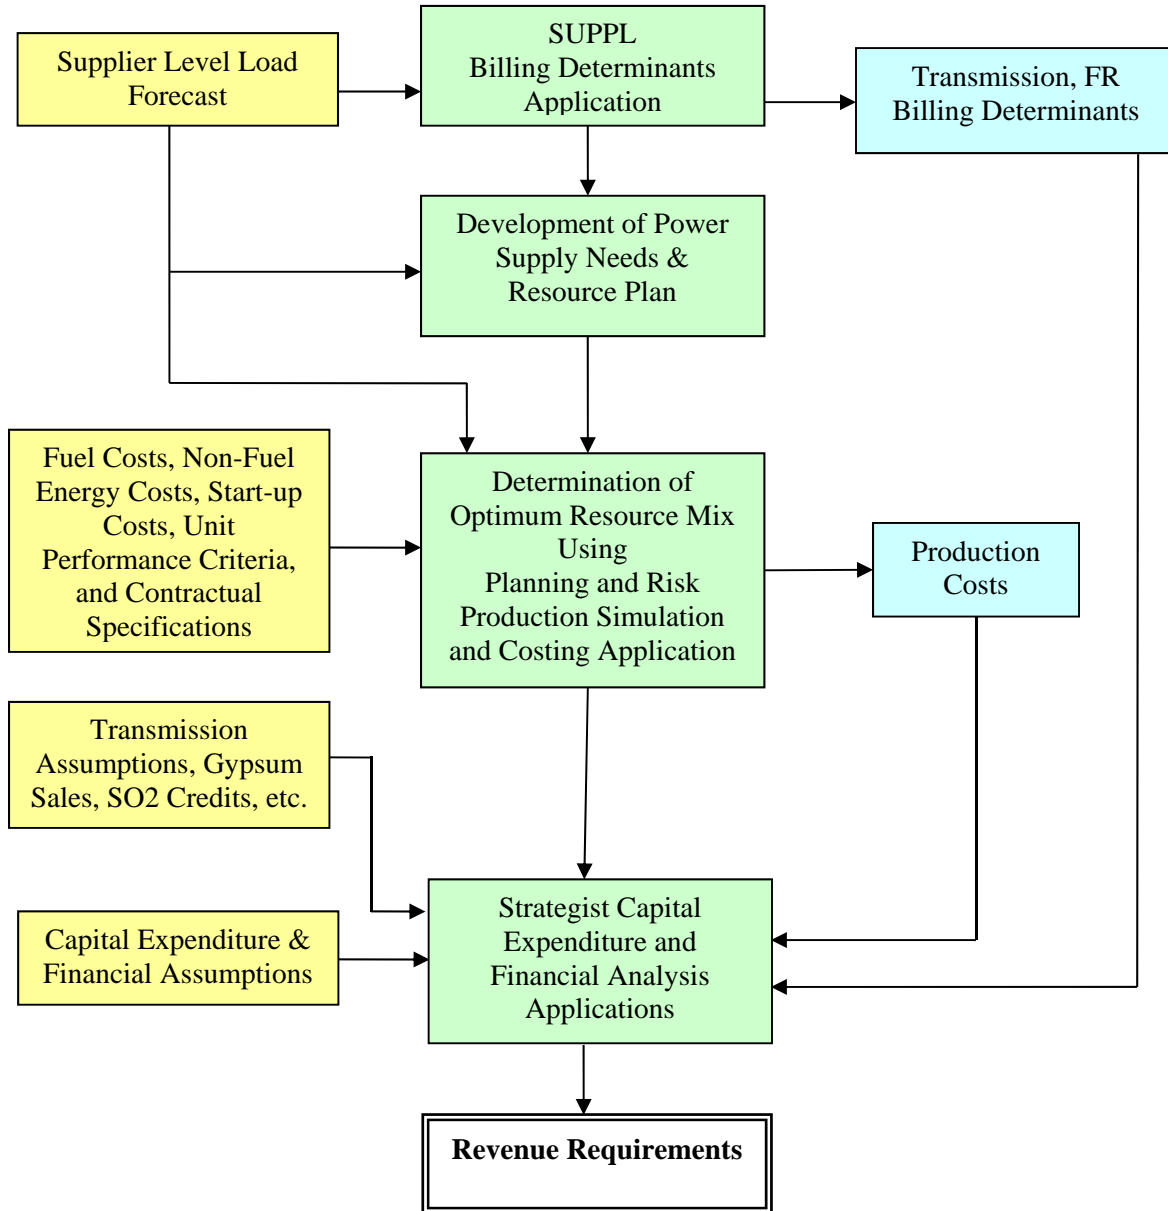 Supplier Level Load
Forecast
SUPPL
Billing Determinants
Application
Transmission, FR
Billing Determinants
Development of Power
Supply Needs &
Resource Plan
Fuel Costs, Non-Fuel
Energy Costs, Start-up
Costs, Unit
Performance Criteria,
and Contractual
Specifications
Determination of
Optimum Resource Mix
Using
Planning and Risk
Production Simulation
and Costing Application
Production
Costs
Transmission
Assumptions, Gypsum
Sales, SO2 Credits, etc.
Capital Expenditure &
Financial Assumptions
Strategist Capital
Expenditure and
Financial Analysis
Applications
Revenue Requirements